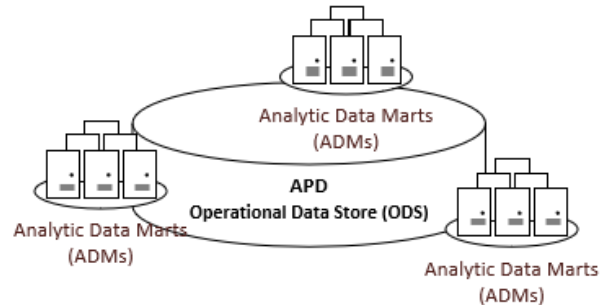 Analytic Data Marts
(ADMs)
APD
Operational Data Store (ODS)
Analytic Data Marts
(ADMs)
Analytic Data Marts
(ADMs)